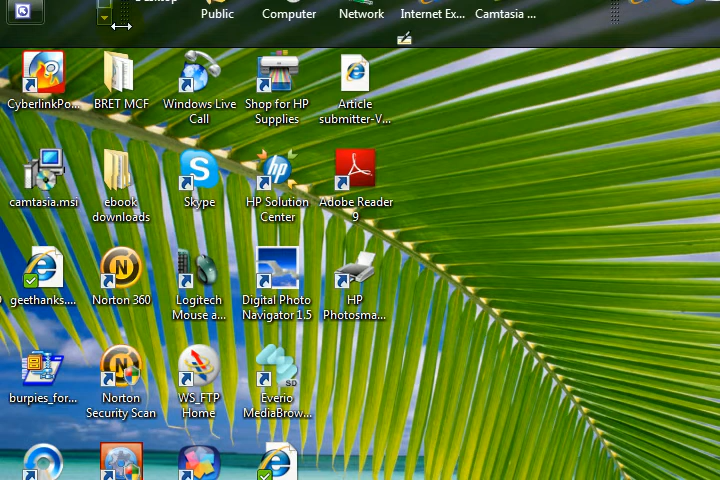 Public
Computer
Network
Internet Ex...
Camtasia ...
CyberlinkPo...
BRET MCF
Windows Live
Call
Shop for HP
Supplies
Article
submitter-V...
camtasia.msi
ebook
downloads
Skype
HP Solution
Center
Adobe Reader
9
geethanks....
Norton 360
Logitech
Mouse a...
Digital Photo
Navigator 1.5
HP
Photosma...
burpies_for...
Norton
Security Scan
WS_FTP
Home
Everio
MediaBrow...
SD